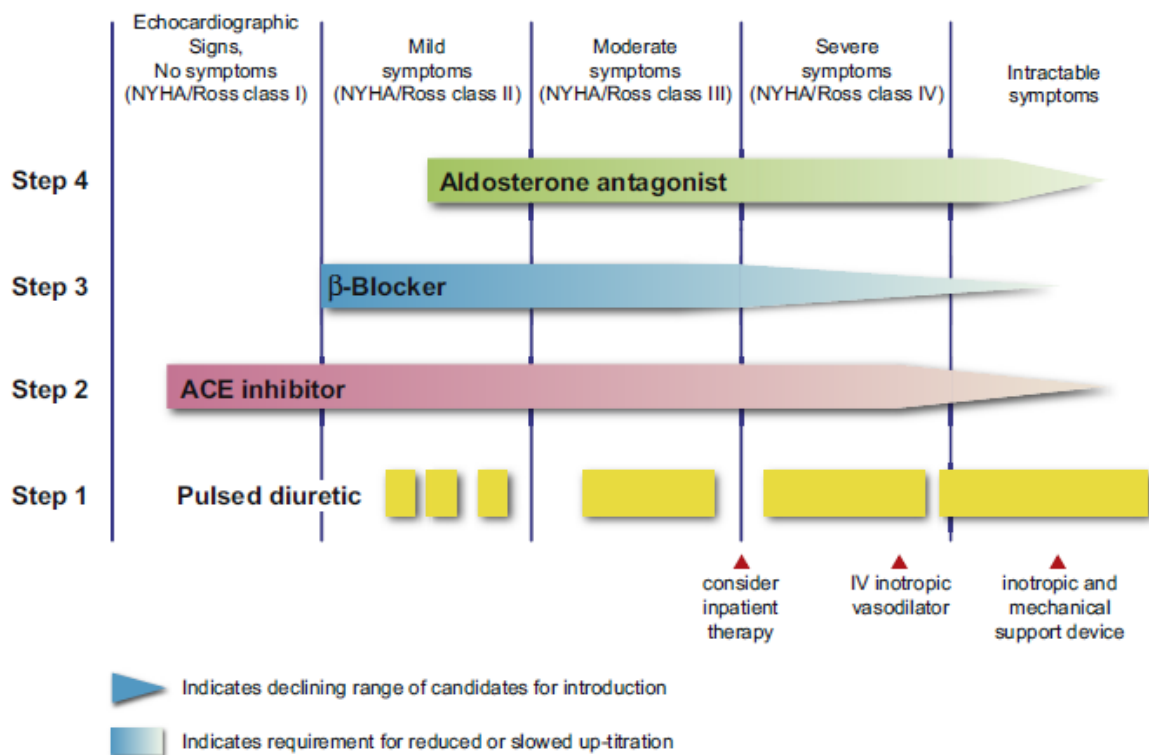 Echocardiographic
Signs,
No symptoms
(NYHA/Ross class I)
Mild
symptoms
(NYHA/Ross class II)
Moderate
symptoms
(NYHA/Ross class III)
Severe
symptoms
(NYHA/Ross class IV)
Intractable
symptoms
Step 4
Aldosterone antagonist
Step 3
β-Blocker
Step 2
ACE inhibitor
Step 1
Pulsed diuretic
consider
inpatient
therapy
IV inotropic
vasodilator
inotropic and
mechanical
support device
Indicates declining range of candidates for introduction
Indicates requirement for reduced or slowed up-titration